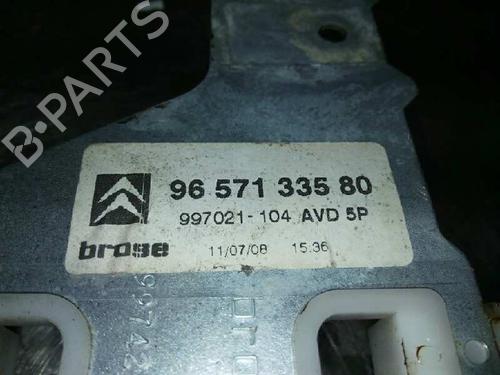 B-PARTS
96 571 335 80
997021-104 AVD 5P
brose
11/07/08 15:36